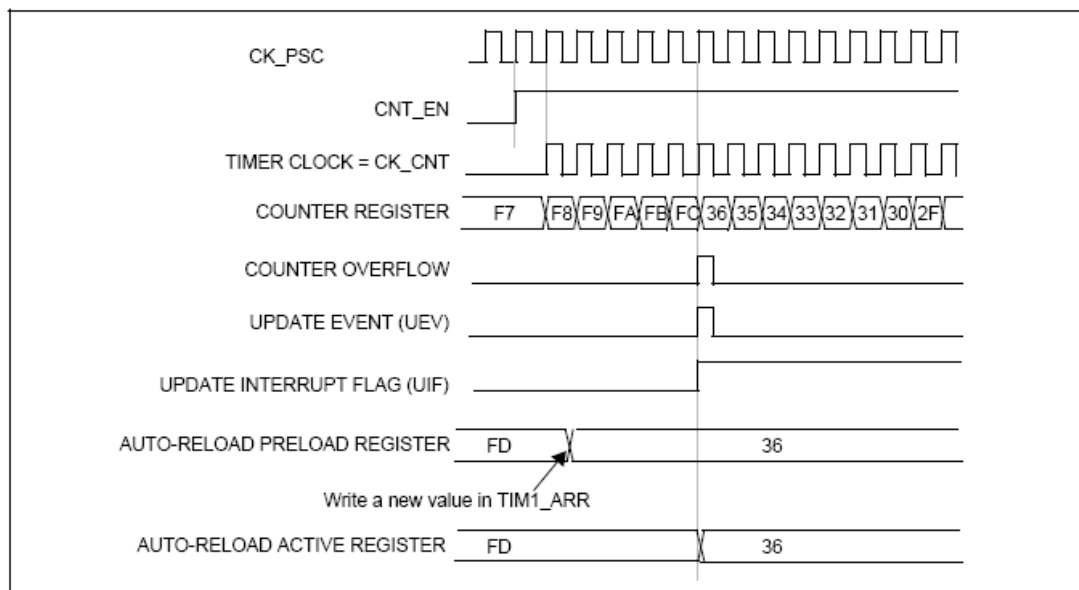 CK_PSC
CNT_EN
TIMER CLOCK = CK_CNT
COUNTER REGISTER F7 F8 F9 FA FB FC 36 35 34 33 32 31 30 2F
COUNTER OVERFLOW
UPDATE EVENT (UEV)
UPDATE INTERRUPT FLAG (UIF)
AUTO-RELOAD PRELOAD REGISTER FD 36
Write a new value in TIM1_ARR
AUTO-RELOAD ACTIVE REGISTER FD 36